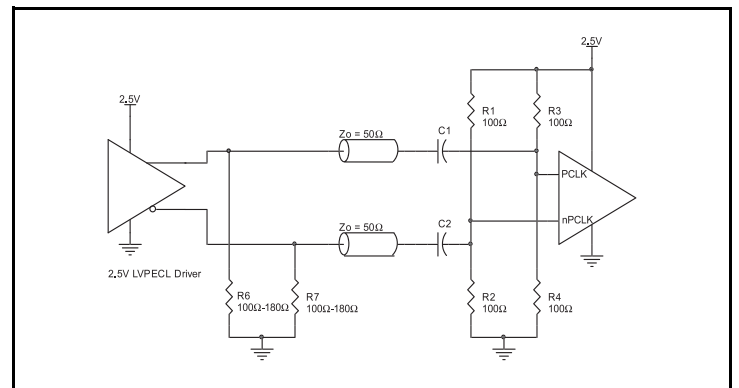 2.5V
2.5V
R1
100Ω
R3
100Ω
Zo = 50Ω
C1
PCLK
nPCLK
Zo = 50Ω
C2
2.5V LVPECL Driver
R6
100Ω-180Ω
R7
100Ω-180Ω
R2
100Ω
R4
100Ω